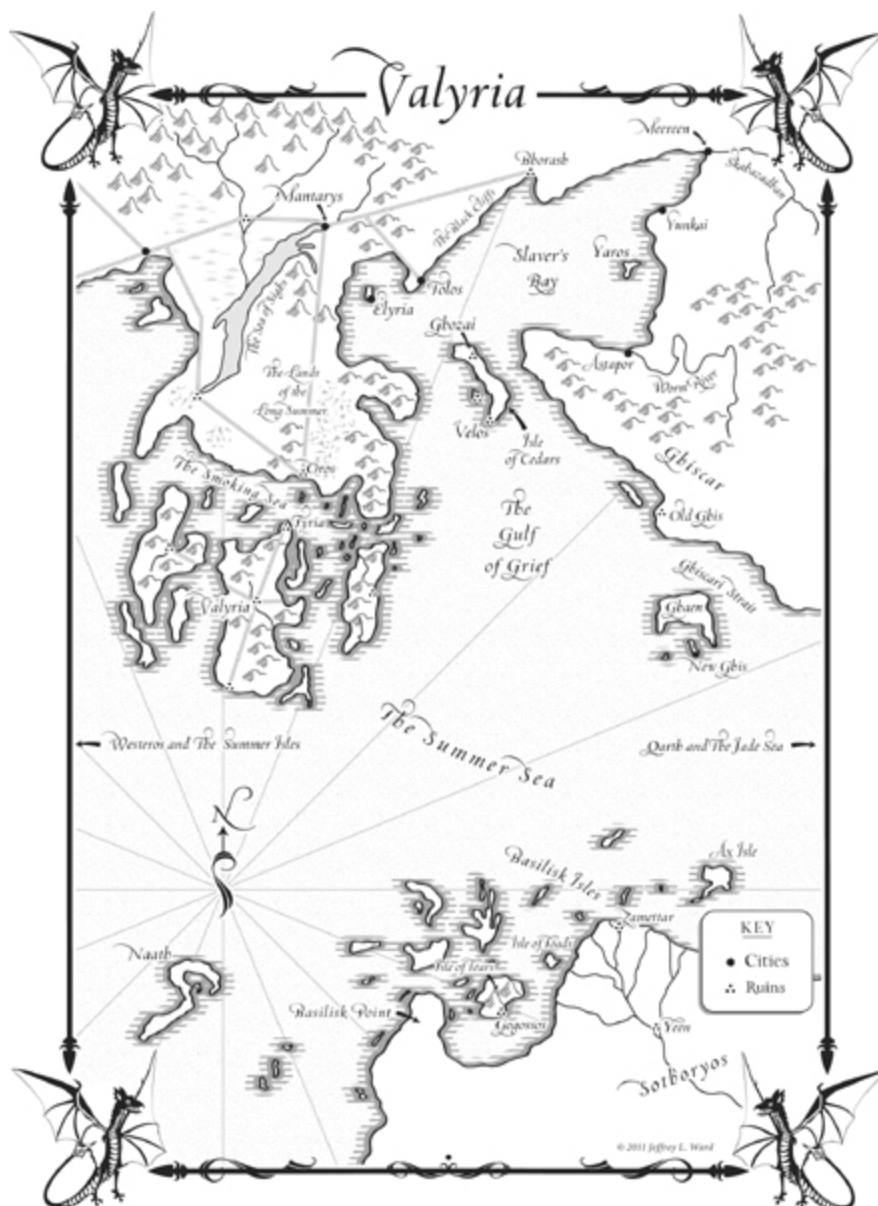 Valyria
Meereen
Bhorash
Skahazadhan
Mantarys
The Black Cliffs
Yunkai
Slaver's
Bay
Yaros
Tolos
Elyria
The Sea of Sighs
Ghozai
Astapor
The Lands
of the
Long Summer
Worm River
Velos
Isle
of Cedars
Ghiscar
Oros
The Smoking Sea
The
Gulf
of Grief
Old Ghis
Tyria
Ghiscari Strait
Valyria
Ghaen
New Ghis
The Summer Sea
Westeros and The Summer Isles
Qarth and The Jade Sea
N
Ax Isle
Basilisk Isles
Zamettar
KEY
Cities
Ruins
Naath
Isle of Toads
Isle of Tears
Basilisk Point
Gogossos
Yeen
Sothoryos
© 2011 Jeffrey L. Ward